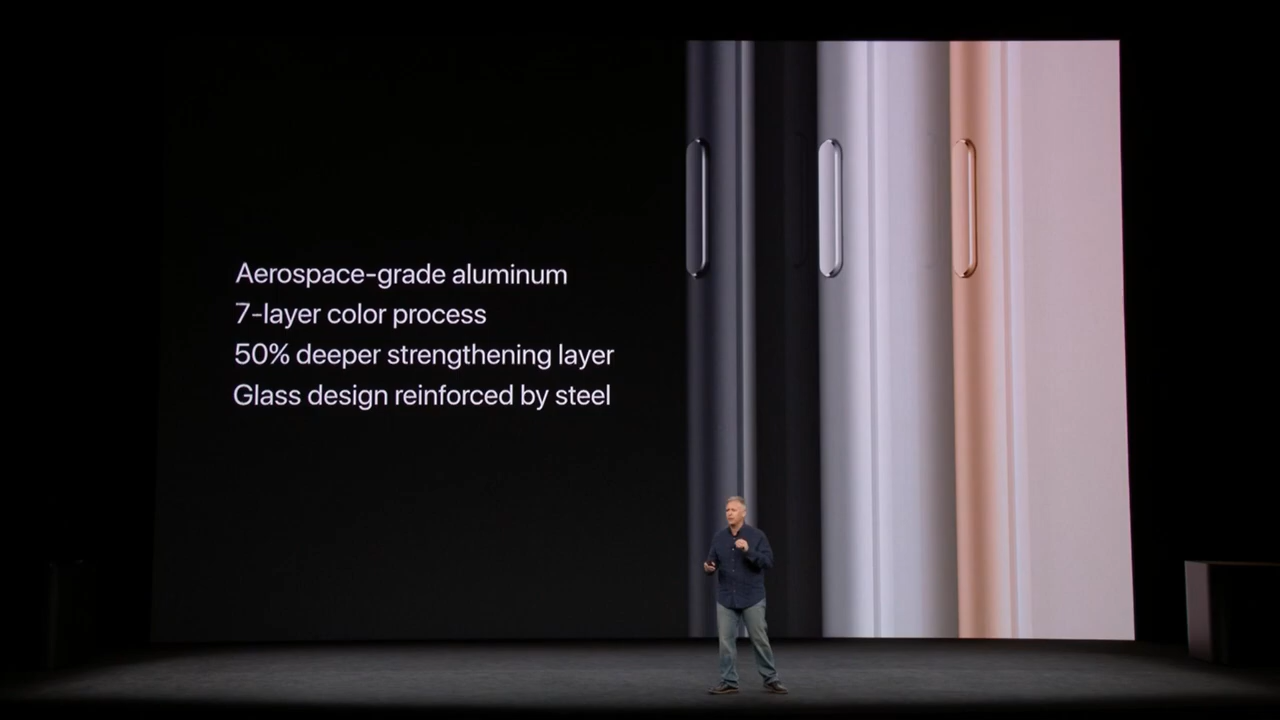 Aerospace-grade aluminum
7-layer color process
50% deeper strengthening layer
Glass design reinforced by steel